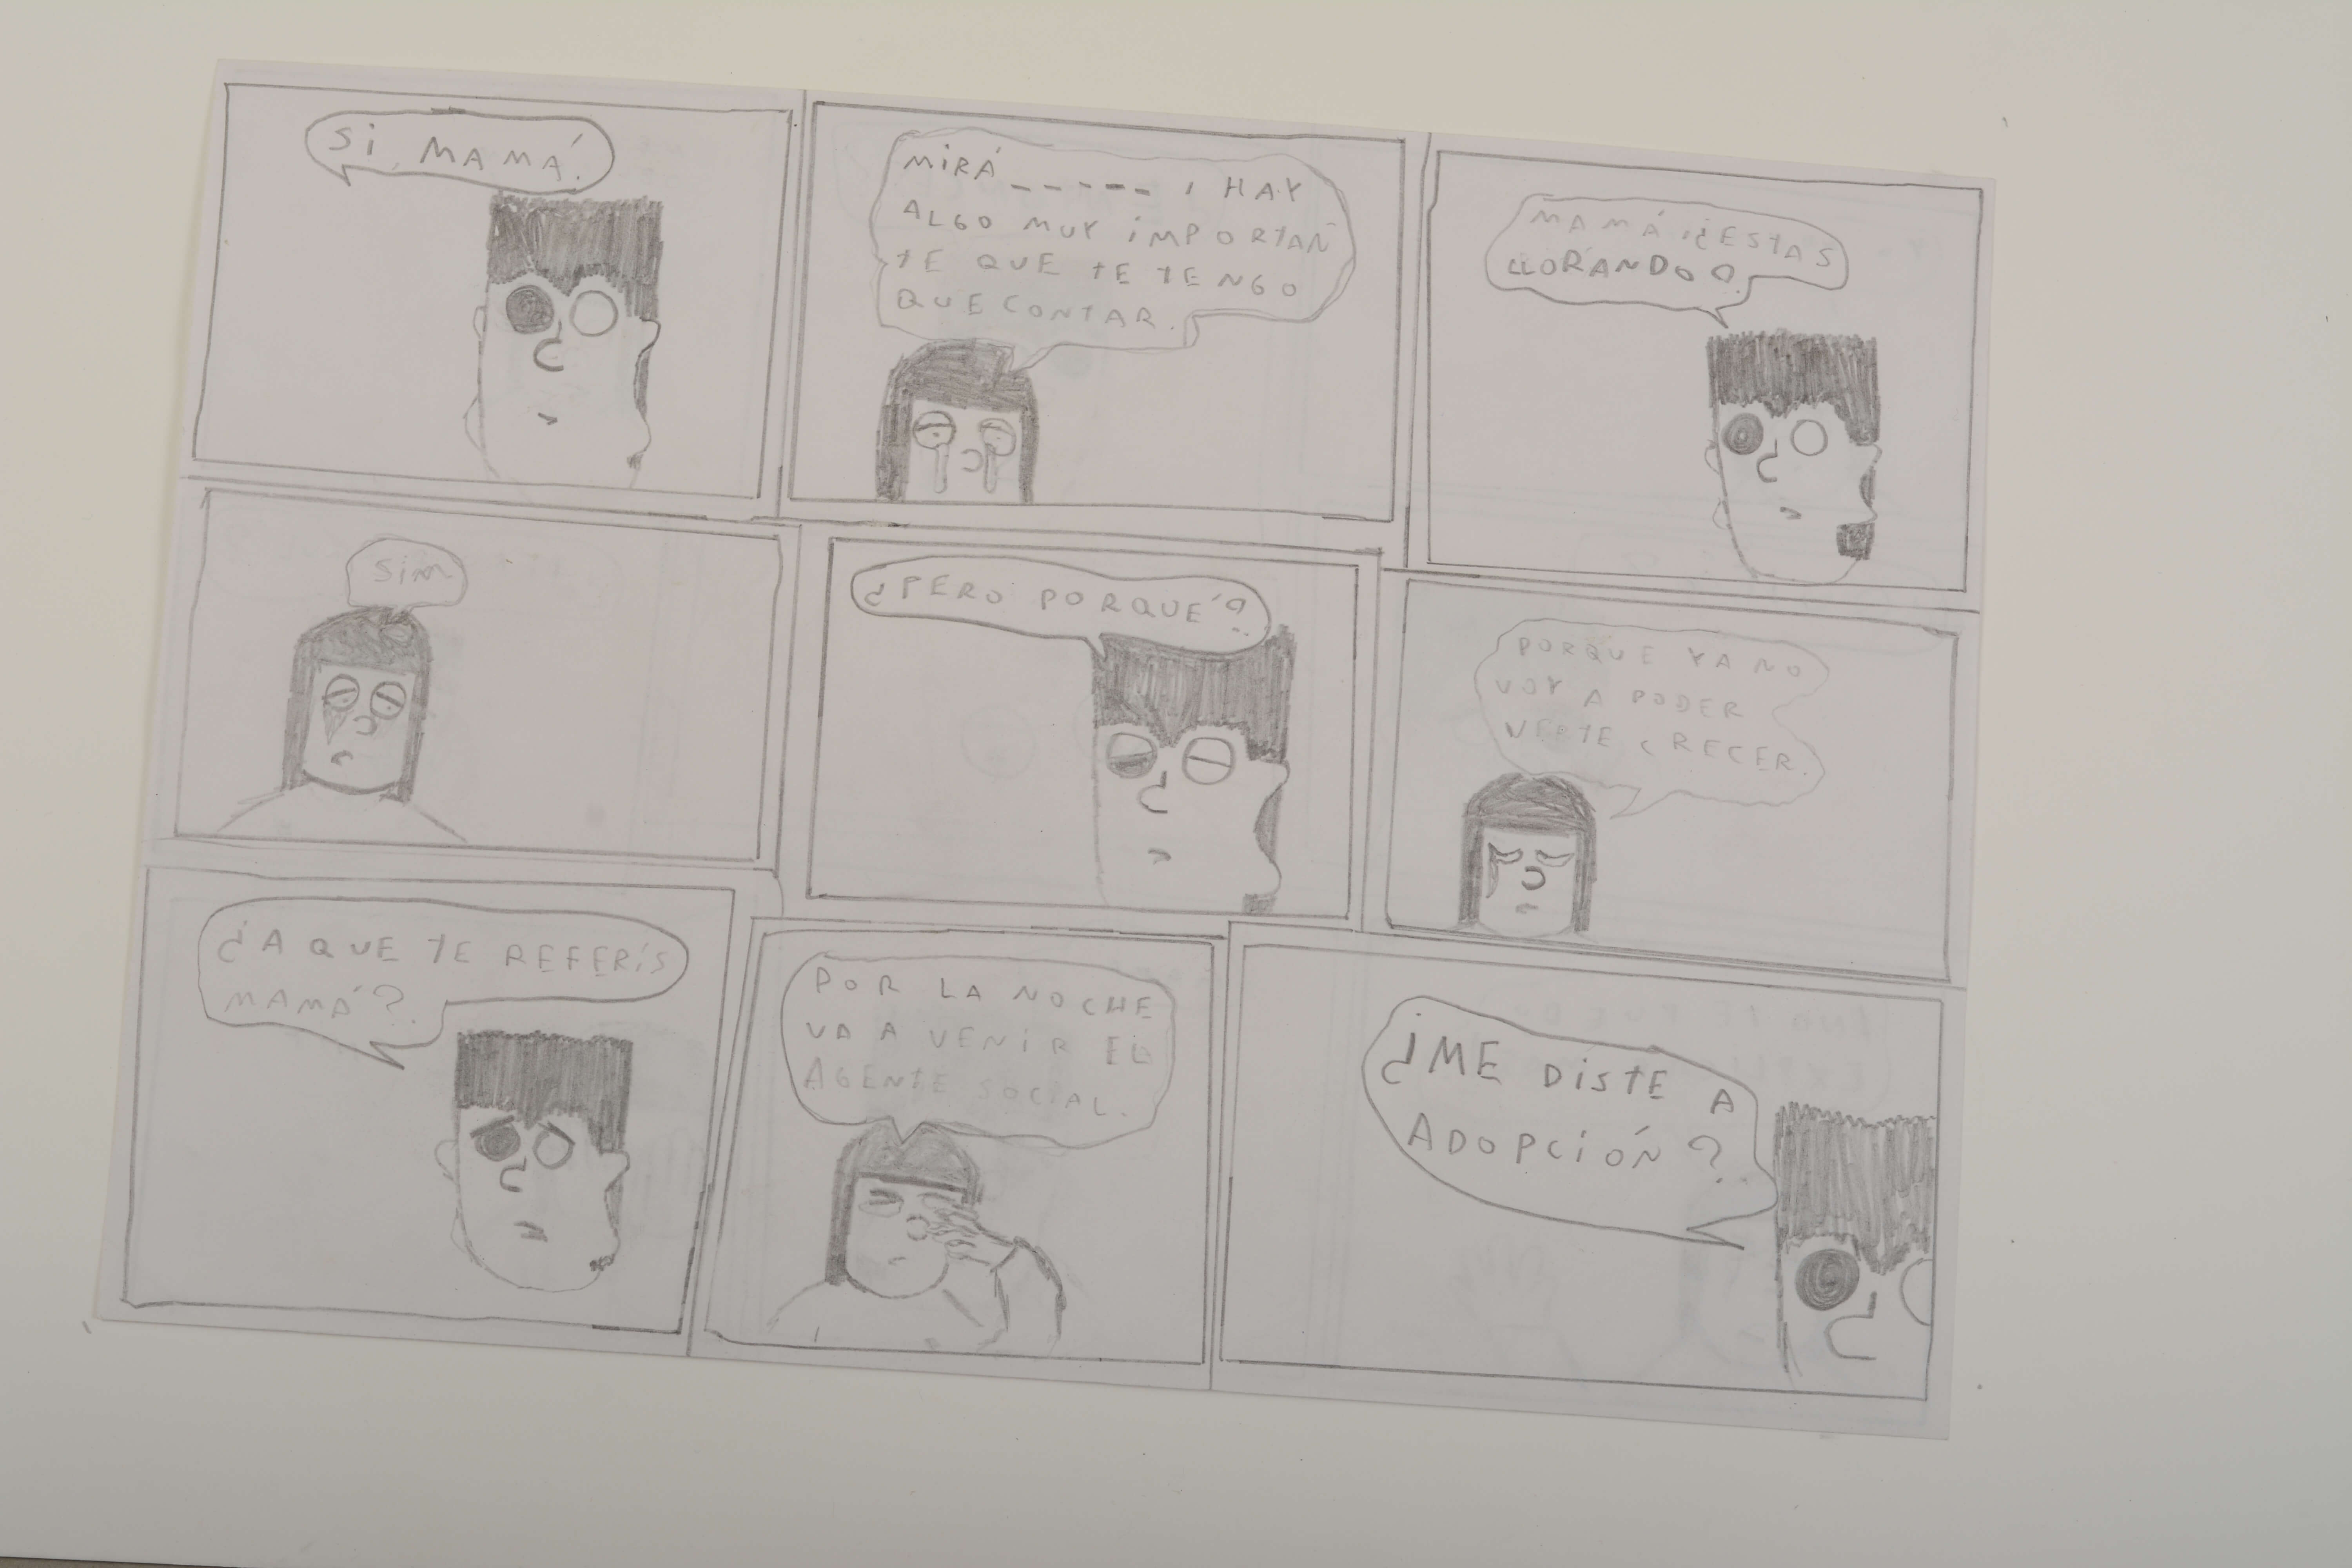 SI MAMÁ.
MIRÁ _ _ _ _ _ , HAY
ALGO MUY IMPORTAN
TE QUE TE TENGO
QUE CONTAR.
MAMÁ ¿ESTAS
LLORANDO?
¿PERO PORQUÉ?
PORQUE YA NO
VOY A PODER
VERTE CRECER.
¿A QUE TE REFERÍS
MAMÁ?
POR LA NOCHE
VA A VENIR EL
AGENTE SOCIAL.
¿ME DISTE A
ADOPCIÓN?